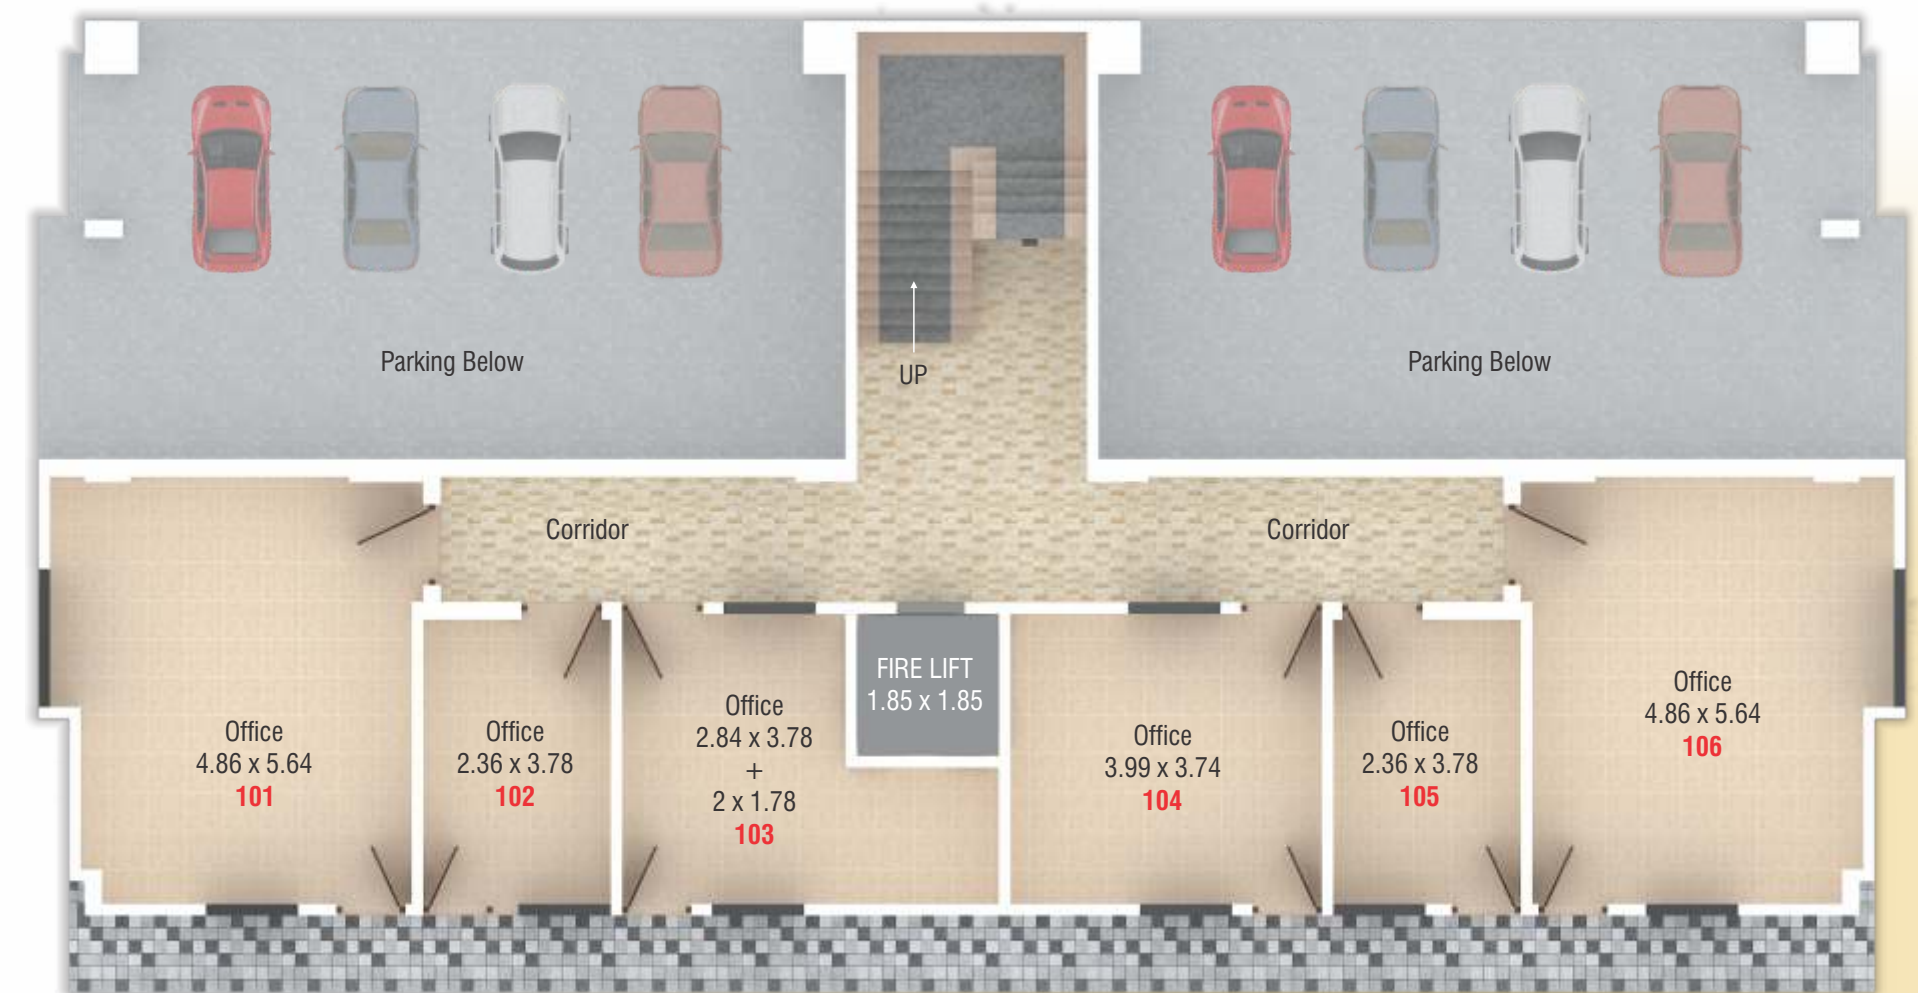 Parking Below
UP
Parking Below
Corridor
Corridor
Office
4.86 x 5.64
101
Office
2.36 x 3.78
102
Office
2.84 x 3.78
+
2 x 1.78
103
FIRE LIFT
1.85 x 1.85
Office
3.99 x 3.74
104
Office
2.36 x 3.78
105
Office
4.86 x 5.64
106